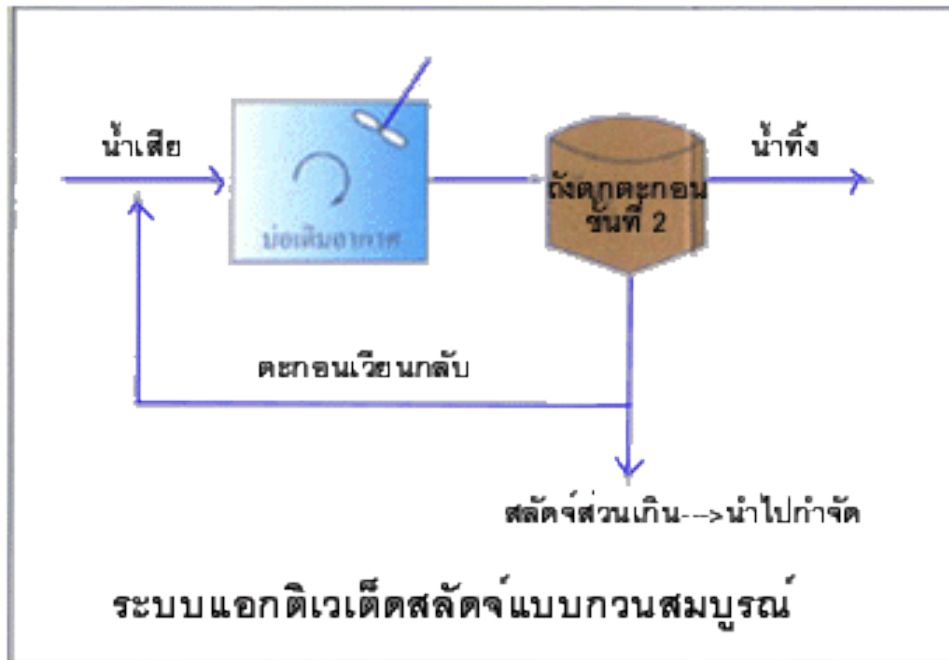 น้ำเสีย
น้ำทิ้ง
ถังตกตะกอน
ชั้นที่ 2
บ่อเติมอากาศ
ตะกอนเวียนกลับ
สลัดจ์ส่วนเกิน--->นำไปกำจัด
ระบบแอกติเวเต็ดสลัดจ์แบบกวนสมบูรณ์